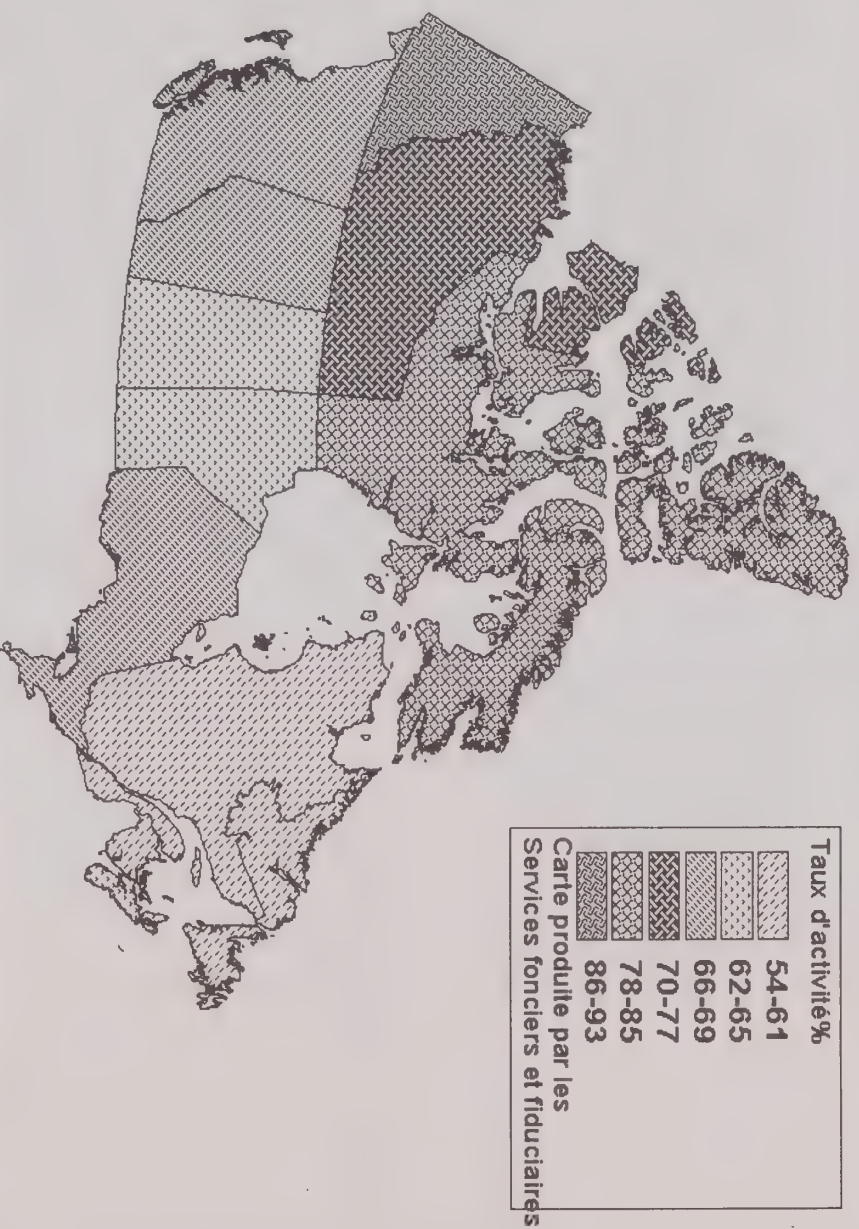 Taux d'activité%
54-61
62-65
66-69
70-77
78-85
86-93
Carte produite par les
Services fonciers et fiduciaires